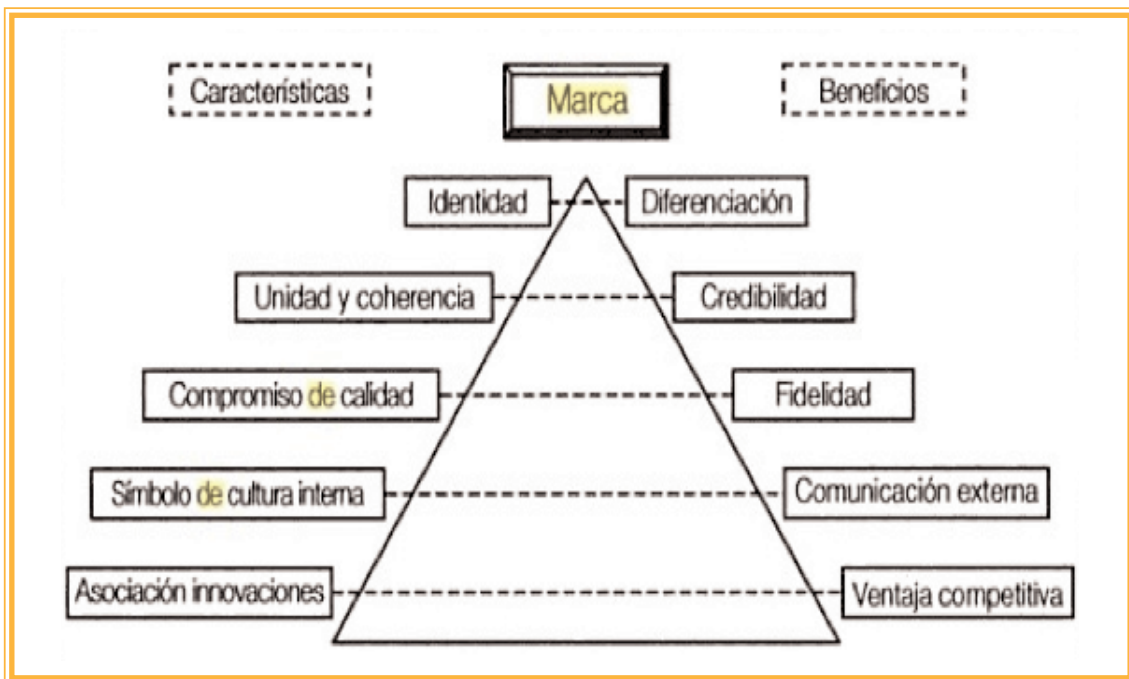 Características
Marca
Beneficios
Identidad
Diferenciación
Unidad y coherencia
Credibilidad
Compromiso de calidad
Fidelidad
Símbolo de cultura interna
Comunicación externa
Asociación innovaciones
Ventaja competitiva